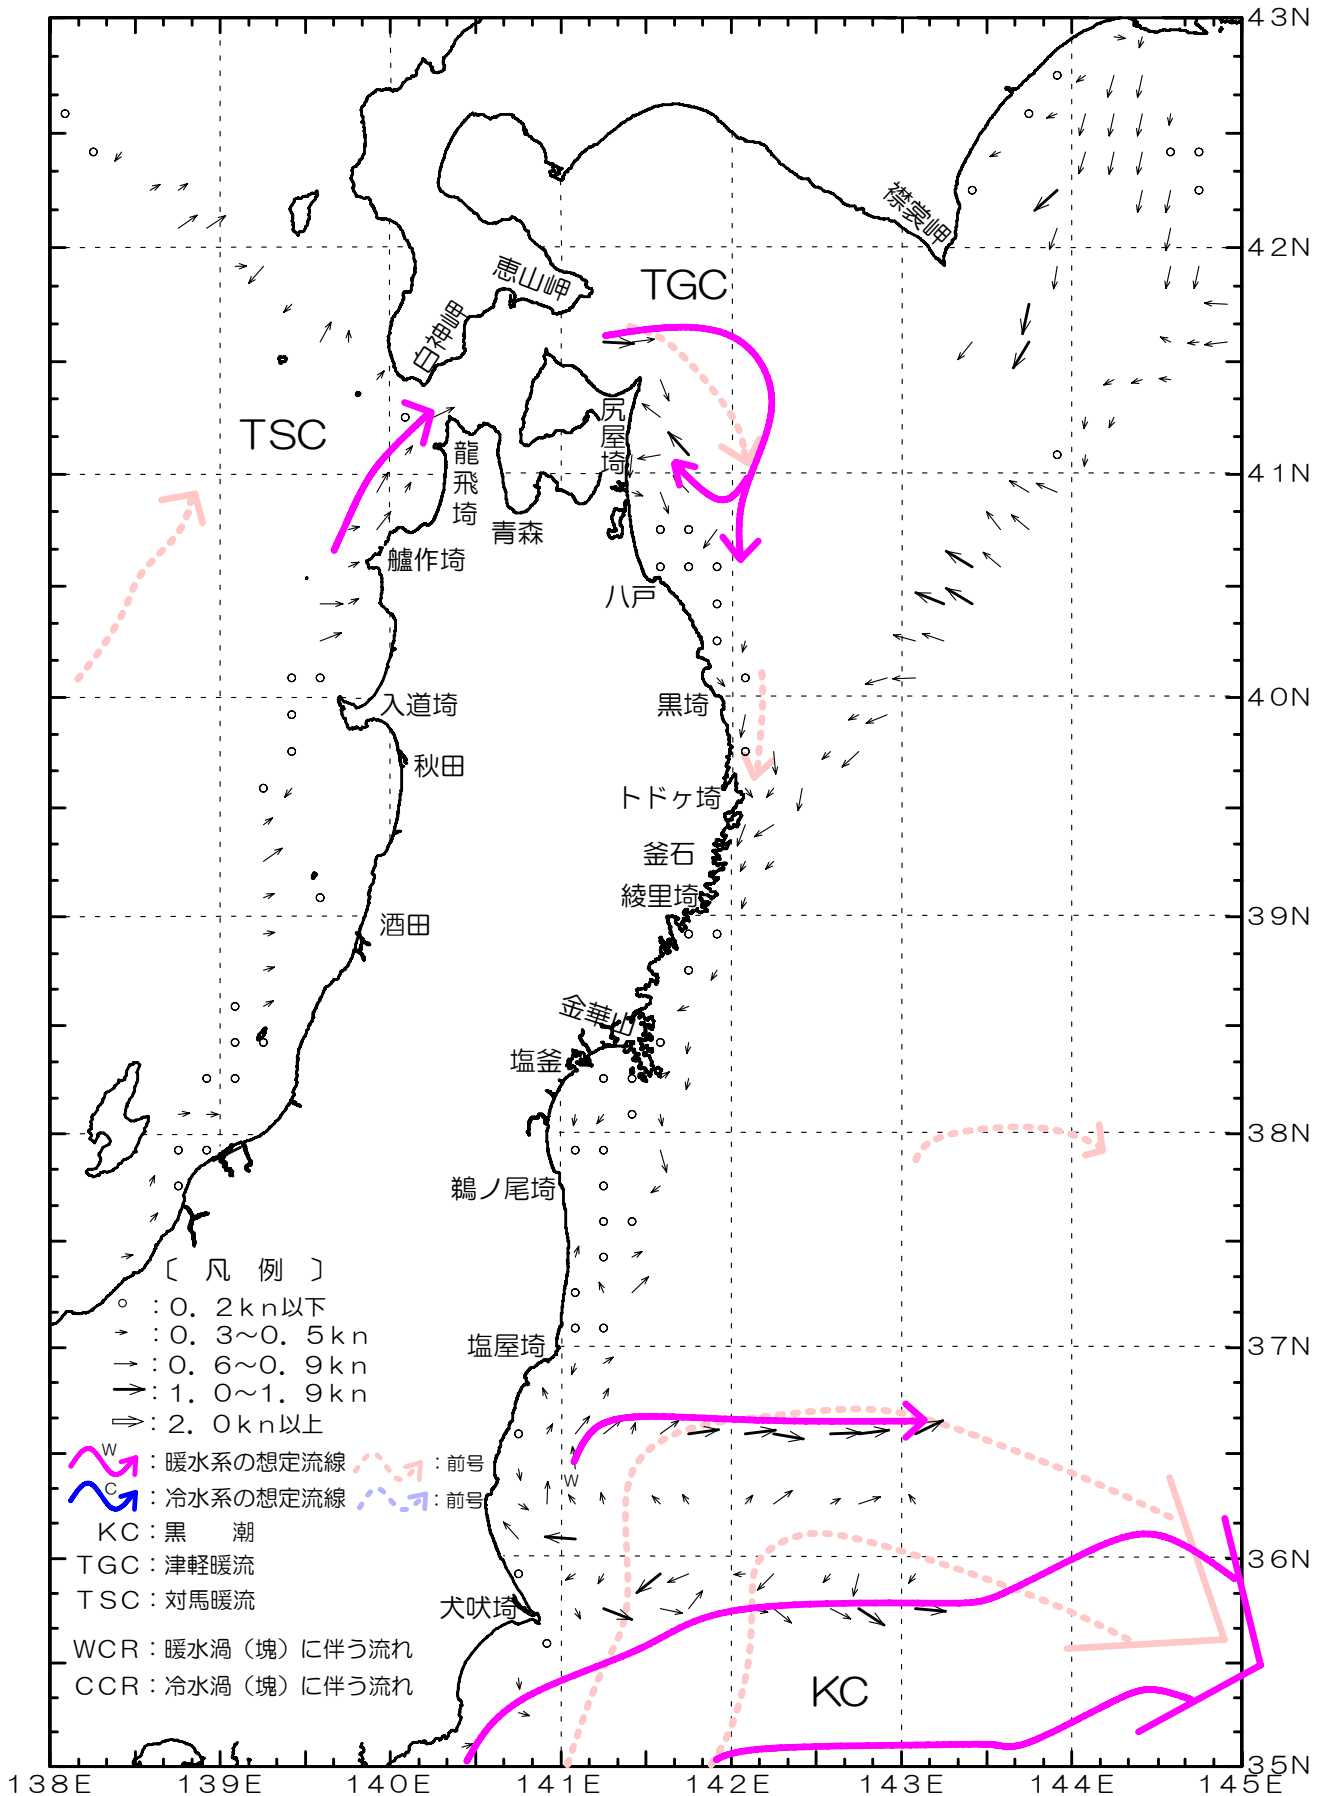 43N
襟裳岬
42N
恵山岬
TGC
白神岬
TSC
尻屋埼
龍飛埼
41N
青森
艫作埼
八戸
入道埼
黒埼
40N
秋田
トドヶ埼
釜石
綾里埼
39N
酒田
金華山
塩釜
38N
鵜ノ尾埼
〔 凡 例 〕
○ :0.2kn以下
:0.3~0.5kn
:0.6~0.9kn
:1.0~1.9kn
:2.0kn以上
塩屋埼
37N
W :暖水系の想定流線 :前号
C :冷水系の想定流線 :前号
W
KC:黒 潮
TGC:津軽暖流
TSC:対馬暖流
36N
犬吠埼
WCR:暖水渦(塊)に伴う流れ
CCR:冷水渦(塊)に伴う流れ
KC
35N
138E 139E 140E 141E 142E 143E 144E 145E